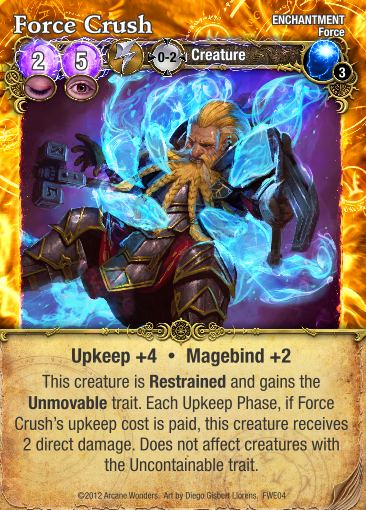 Force Crush
ENCHANTMENT
Force
2 5 0-2 Creature
3
Upkeep +4 • Magebind +2
This creature is Restrained and gains the
Unmovable trait. Each Upkeep Phase, if Force
Crush's upkeep cost is paid, this creature receives
2 direct damage. Does not affect creatures with
the Uncontainable trait.
©2012 Arcane Wonders. Art by Diego Gisbert Llorens. FWE04